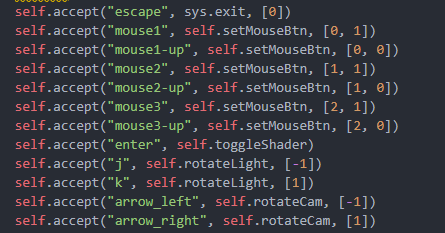 self.accept("escape", sys.exit, [0])
self.accept("mouse1", self.setMouseBtn, [0, 1])
self.accept("mouse1-up", self.setMouseBtn, [0, 0])
self.accept("mouse2", self.setMouseBtn, [1, 1])
self.accept("mouse2-up", self.setMouseBtn, [1, 0])
self.accept("mouse3", self.setMouseBtn, [2, 1])
self.accept("mouse3-up", self.setMouseBtn, [2, 0])
self.accept("enter", self.toggleShader)
self.accept("j", self.rotateLight, [-1])
self.accept("k", self.rotateLight, [1])
self.accept("arrow_left", self.rotateCam, [-1])
self.accept("arrow_right", self.rotateCam, [1])